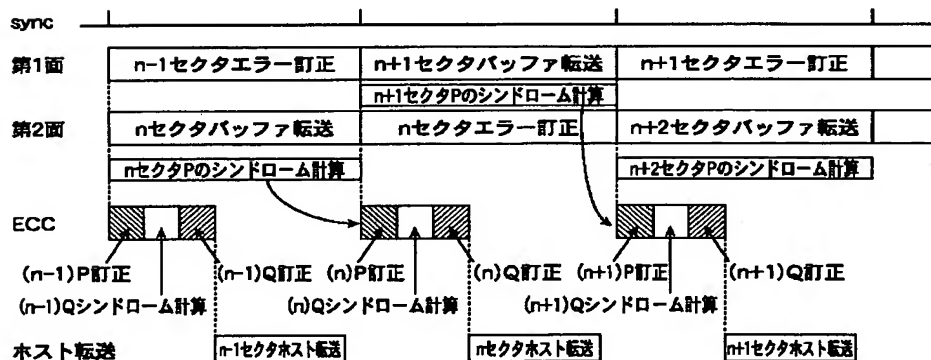 sync
第1面 n-1セクタエラー訂正 n+1セクタバッファ転送 n+1セクタエラー訂正
n+1セクタPのシンドローム計算
第2面 nセクタバッファ転送 nセクタエラー訂正 n+2セクタバッファ転送
nセクタPのシンドローム計算 n+2セクタPのシンドローム計算
ECC
(n-1)P訂正 (n-1)Q訂正 (n)P訂正 (n)Q訂正 (n+1)P訂正 (n+1)Q訂正
(n-1)Qシンドローム計算 (n)Qシンドローム計算 (n+1)Qシンドローム計算
ホスト転送 n-1セクタホスト転送 nセクタホスト転送 n+1セクタホスト転送